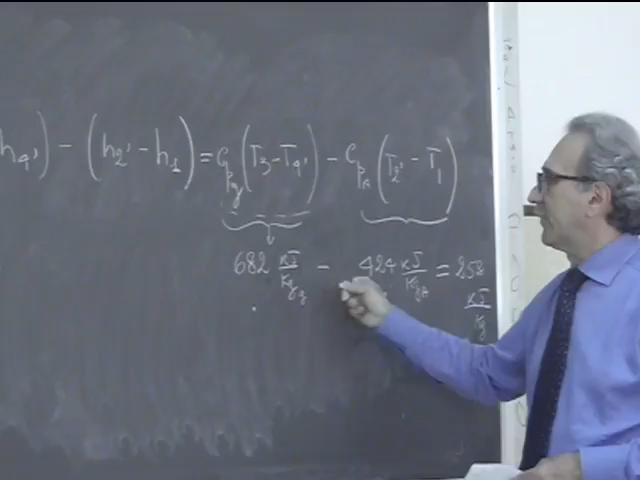 h4') - (h2' - h1) = Cpg (T3 - T4') - CpA (T2' - T1)
682 KJ/Kgg - 424 KJ/KgA = 258 KJ/Kg